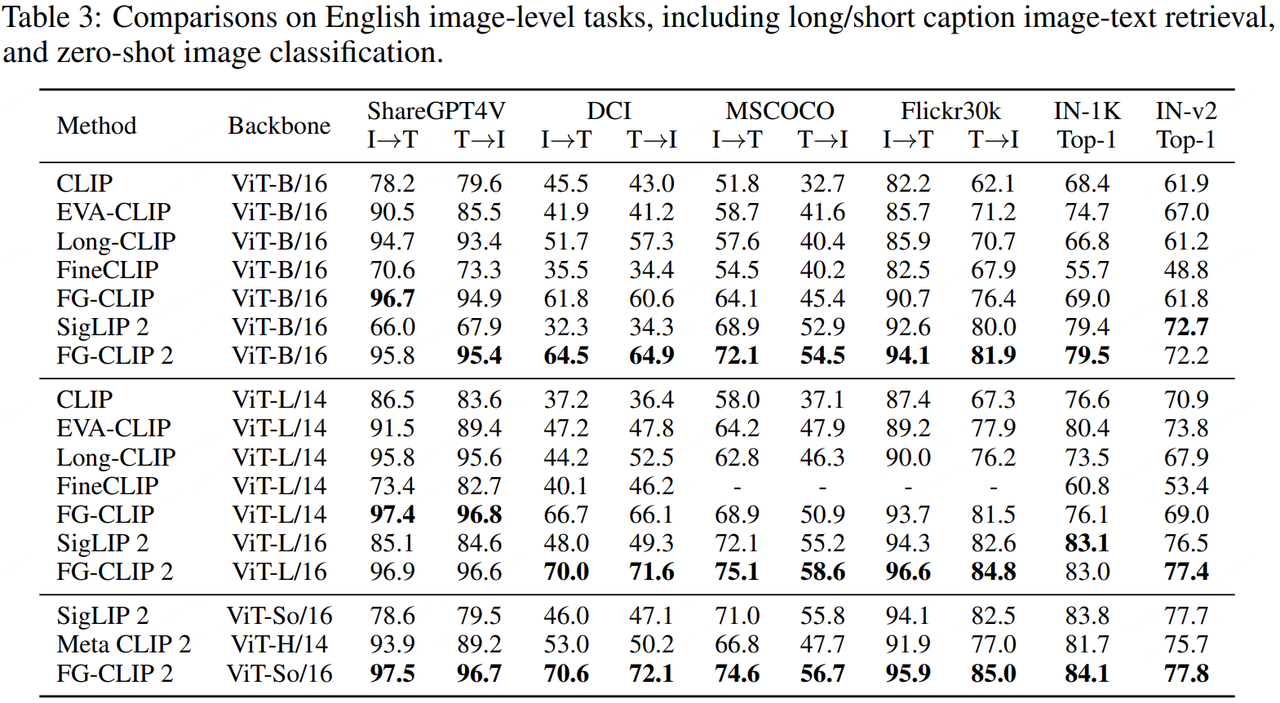 Table 3: Comparisons on English image-level tasks, including long/short caption image-text retrieval,
and zero-shot image classification.
Method Backbone ShareGPT4V DCI MSCOCO Flickr30k IN-1K IN-v2
I→T T→I I→T T→I I→T T→I I→T T→I Top-1 Top-1
CLIP ViT-B/16 78.2 79.6 45.5 43.0 51.8 32.7 82.2 62.1 68.4 61.9
EVA-CLIP ViT-B/16 90.5 85.5 41.9 41.2 58.7 41.6 85.7 71.2 74.7 67.0
Long-CLIP ViT-B/16 94.7 93.4 51.7 57.3 57.6 40.4 85.9 70.7 66.8 61.2
FineCLIP ViT-B/16 70.6 73.3 35.5 34.4 54.5 40.2 82.5 67.9 55.7 48.8
FG-CLIP ViT-B/16 96.7 94.9 61.8 60.6 64.1 45.4 90.7 76.4 69.0 61.8
SigLIP 2 ViT-B/16 66.0 67.9 32.3 34.3 68.9 52.9 92.6 80.0 79.4 72.7
FG-CLIP 2 ViT-B/16 95.8 95.4 64.5 64.9 72.1 54.5 94.1 81.9 79.5 72.2
CLIP ViT-L/14 86.5 83.6 37.2 36.4 58.0 37.1 87.4 67.3 76.6 70.9
EVA-CLIP ViT-L/14 91.5 89.4 47.2 47.8 64.2 47.9 89.2 77.9 80.4 73.8
Long-CLIP ViT-L/14 95.8 95.6 44.2 52.5 62.8 46.3 90.0 76.2 73.5 67.9
FineCLIP ViT-L/14 73.4 82.7 40.1 46.2 - - - - 60.8 53.4
FG-CLIP ViT-L/14 97.4 96.8 66.7 66.1 68.9 50.9 93.7 81.5 76.1 69.0
SigLIP 2 ViT-L/16 85.1 84.6 48.0 49.3 72.1 55.2 94.3 82.6 83.1 76.5
FG-CLIP 2 ViT-L/16 96.9 96.6 70.0 71.6 75.1 58.6 96.6 84.8 83.0 77.4
SigLIP 2 ViT-So/16 78.6 79.5 46.0 47.1 71.0 55.8 94.1 82.5 83.8 77.7
Meta CLIP 2 ViT-H/14 93.9 89.2 53.0 50.2 66.8 47.7 91.9 77.0 81.7 75.7
FG-CLIP 2 ViT-So/16 97.5 96.7 70.6 72.1 74.6 56.7 95.9 85.0 84.1 77.8